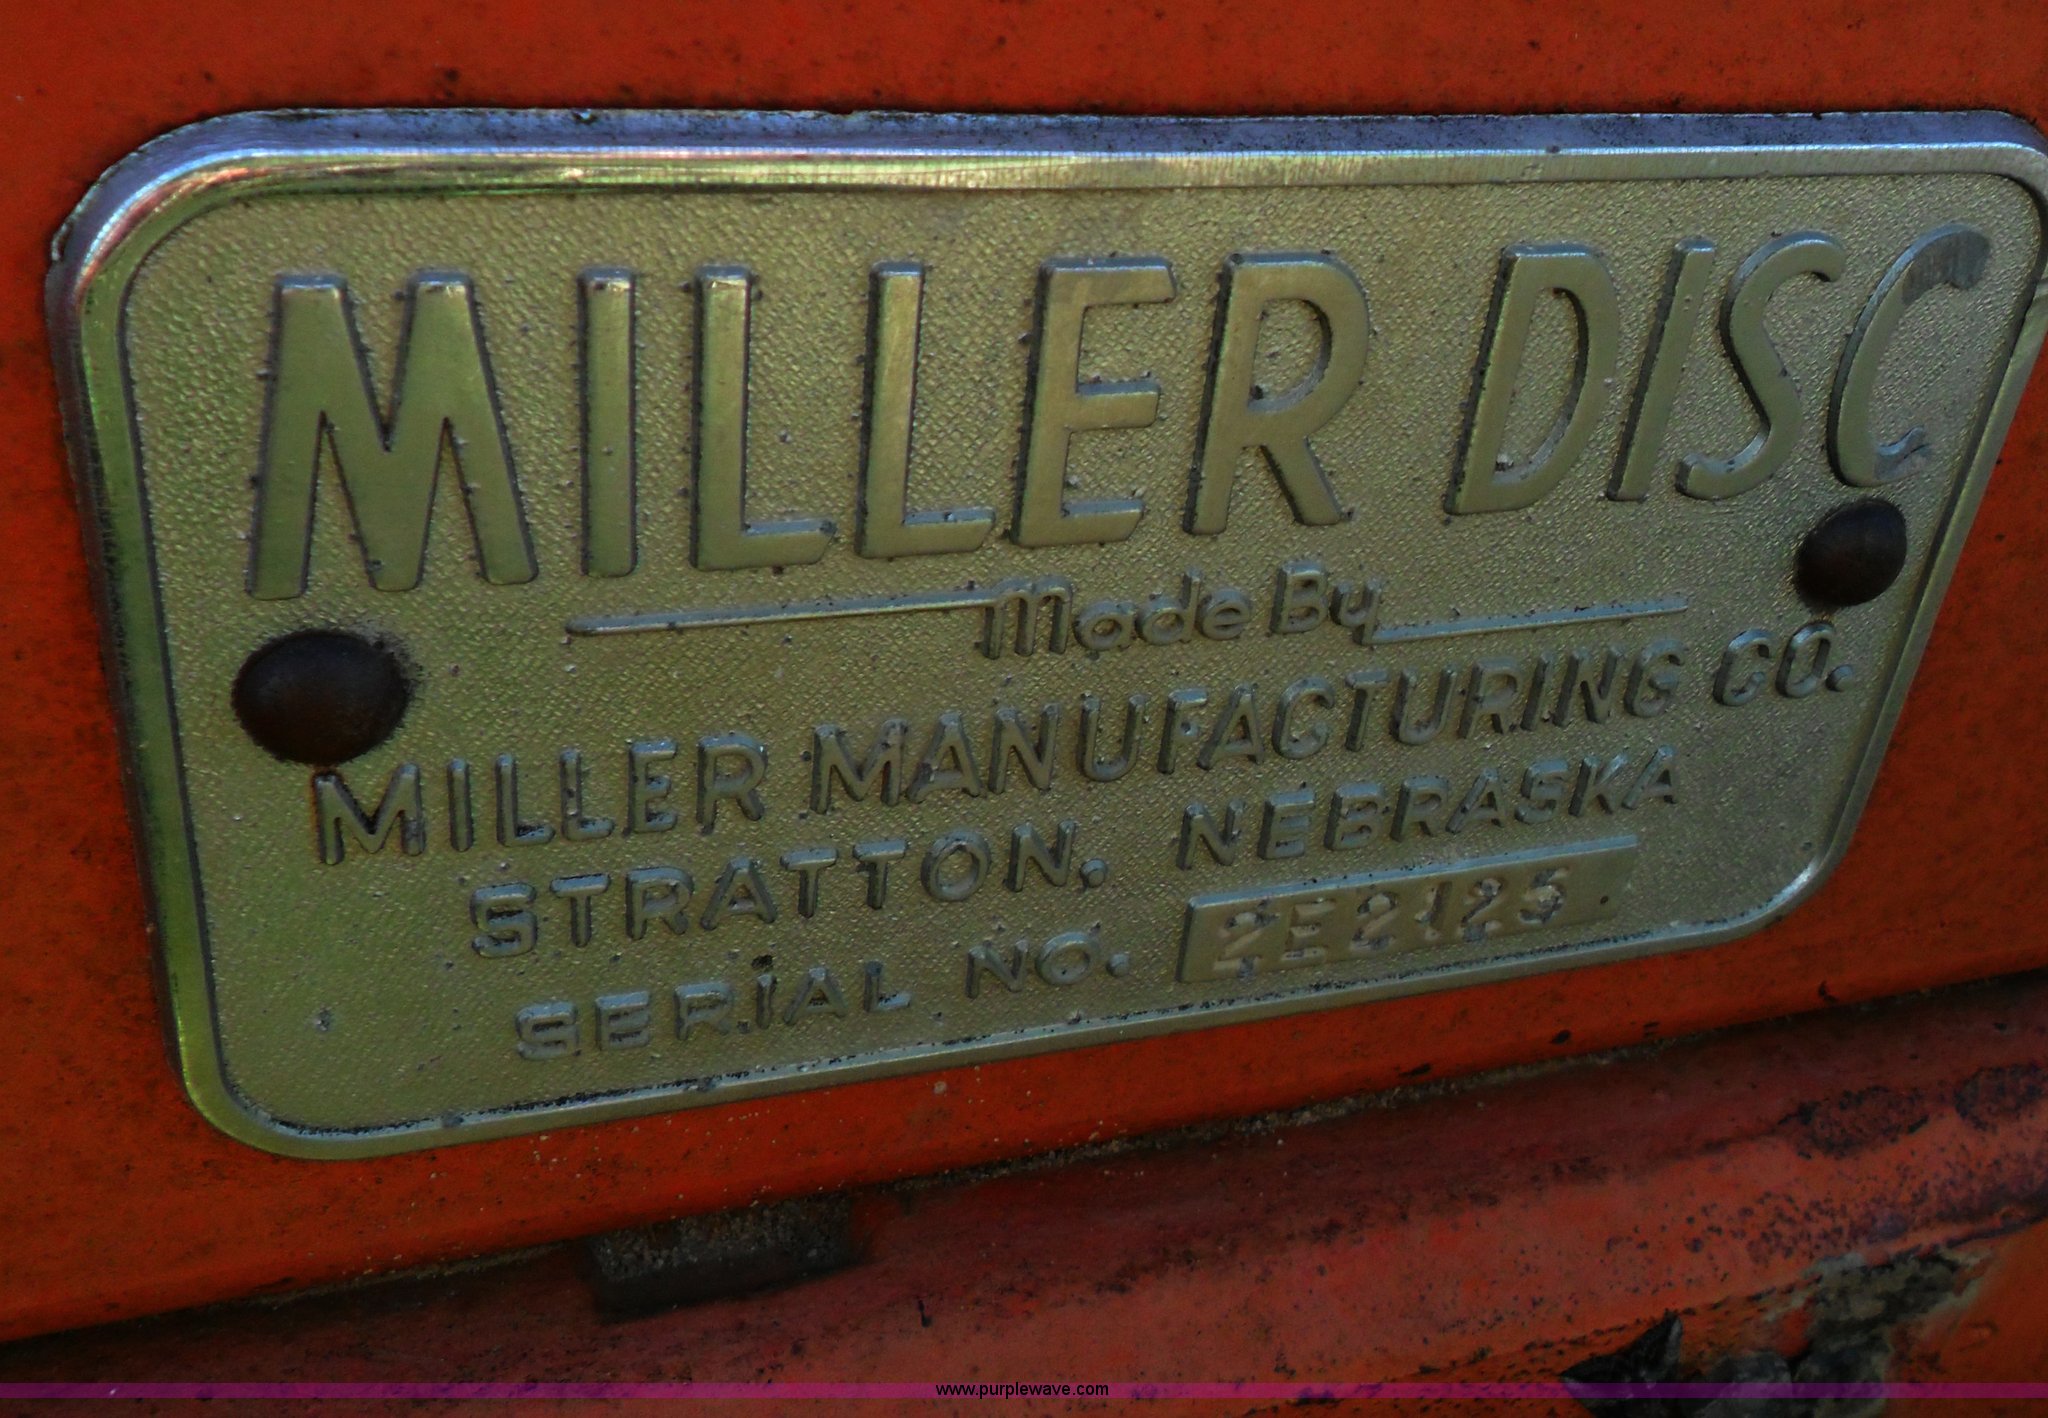 MILLER DISC
Made By
MILLER MANUFACTURING CO.
STRATTON, NEBRASKA
SERIAL NO. 2E2125
www.purplewave.com